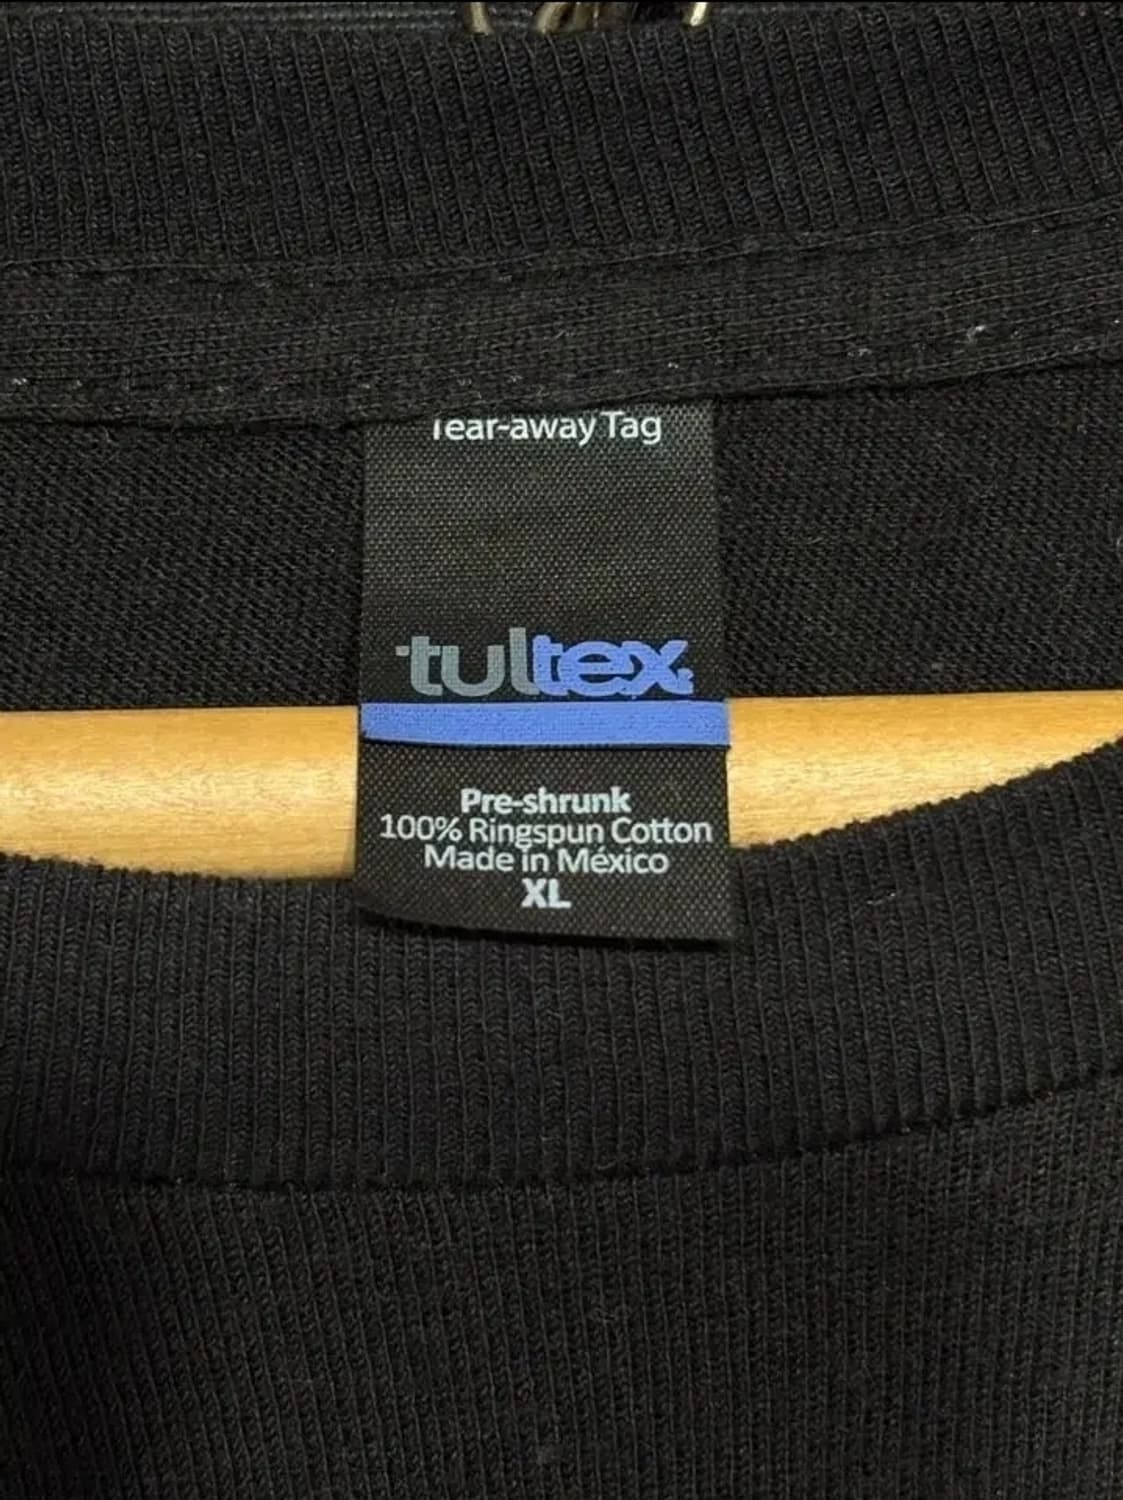 Tear-away Tag
tultex
Pre-shrunk
100% Ringspun Cotton
Made in México
XL